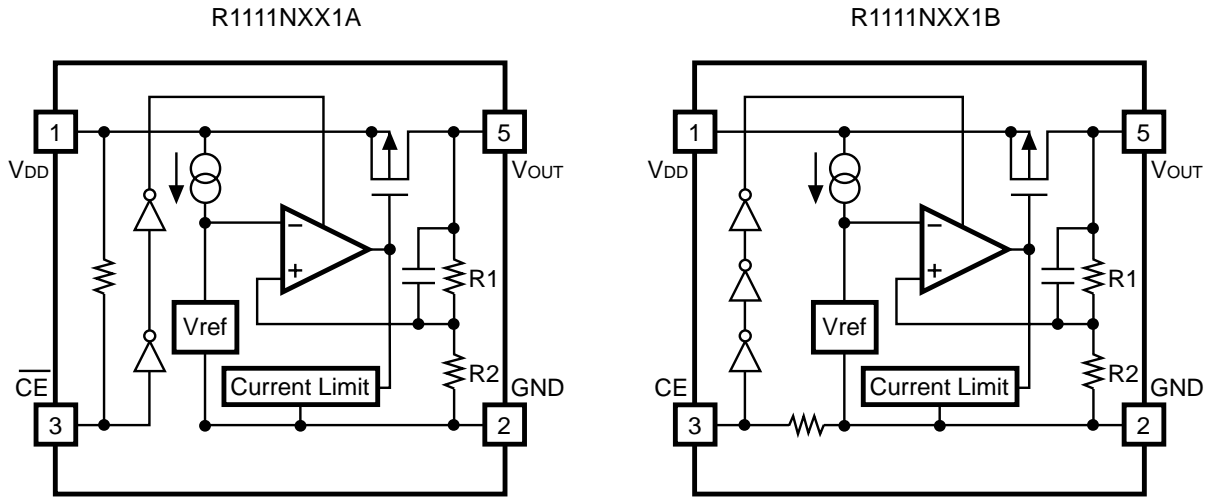 R1111NXX1A
1
VDD
5
VOUT
−
+
R1
Vref
R2
Current Limit
CE
GND
3
2
R1111NXX1B
1
VDD
5
VOUT
−
+
R1
Vref
R2
Current Limit
CE
GND
3
2